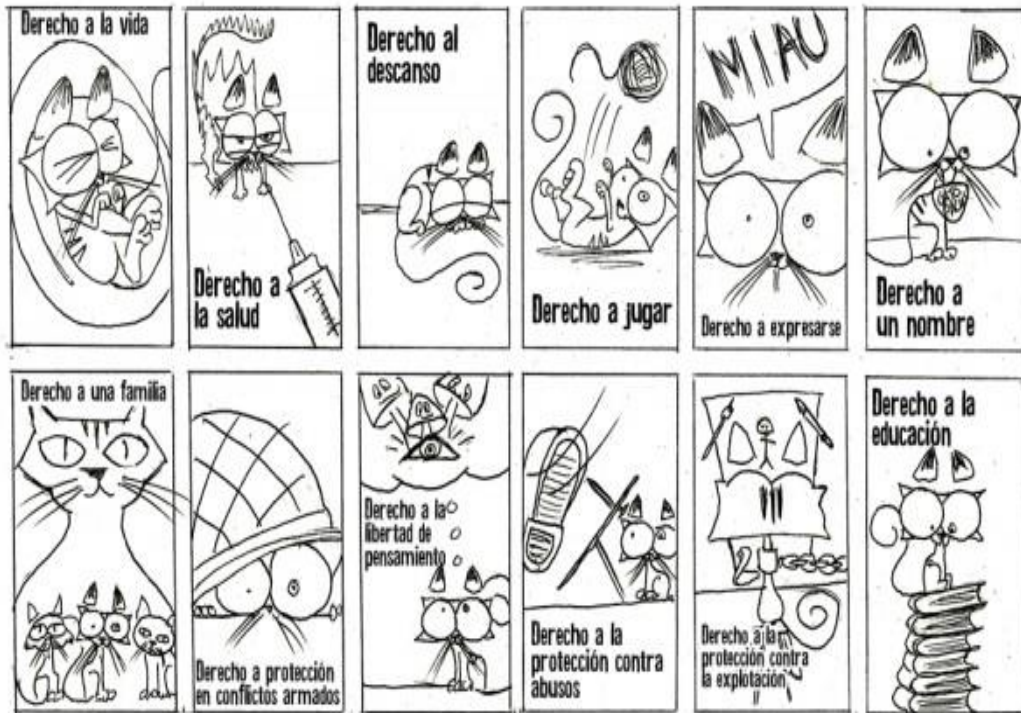 Derecho a la vida
Derecho a
la salud
Derecho al
descanso
Derecho a jugar
MIAU
Derecho a expresarse
Derecho a
un nombre
Derecho a una familia
Derecho a protección
en conflictos armados
Derecho a la
libertad de
pensamiento
Derecho a la
protección contra
abusos
Derecho a la
protección contra
la explotación
Derecho a la
educación